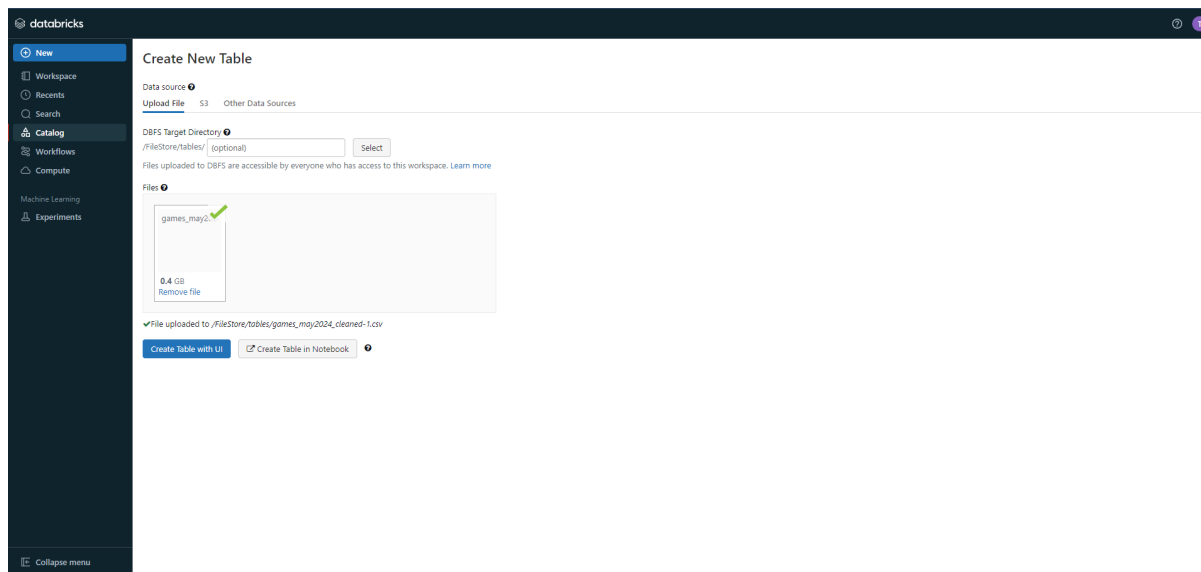 databricks
New
Workspace
Recents
Search
Catalog
Workflows
Compute
Machine Learning
Experiments
Collapse menu
Create New Table
Data source
Upload File S3 Other Data Sources
DBFS Target Directory
/FileStore/tables/ (optional) Select
Files uploaded to DBFS are accessible by everyone who has access to this workspace. Learn more
Files
games_may2
0.4 GB
Remove file
File uploaded to /FileStore/tables/games_may2024_cleaned-1.csv
Create Table with UI Create Table in Notebook